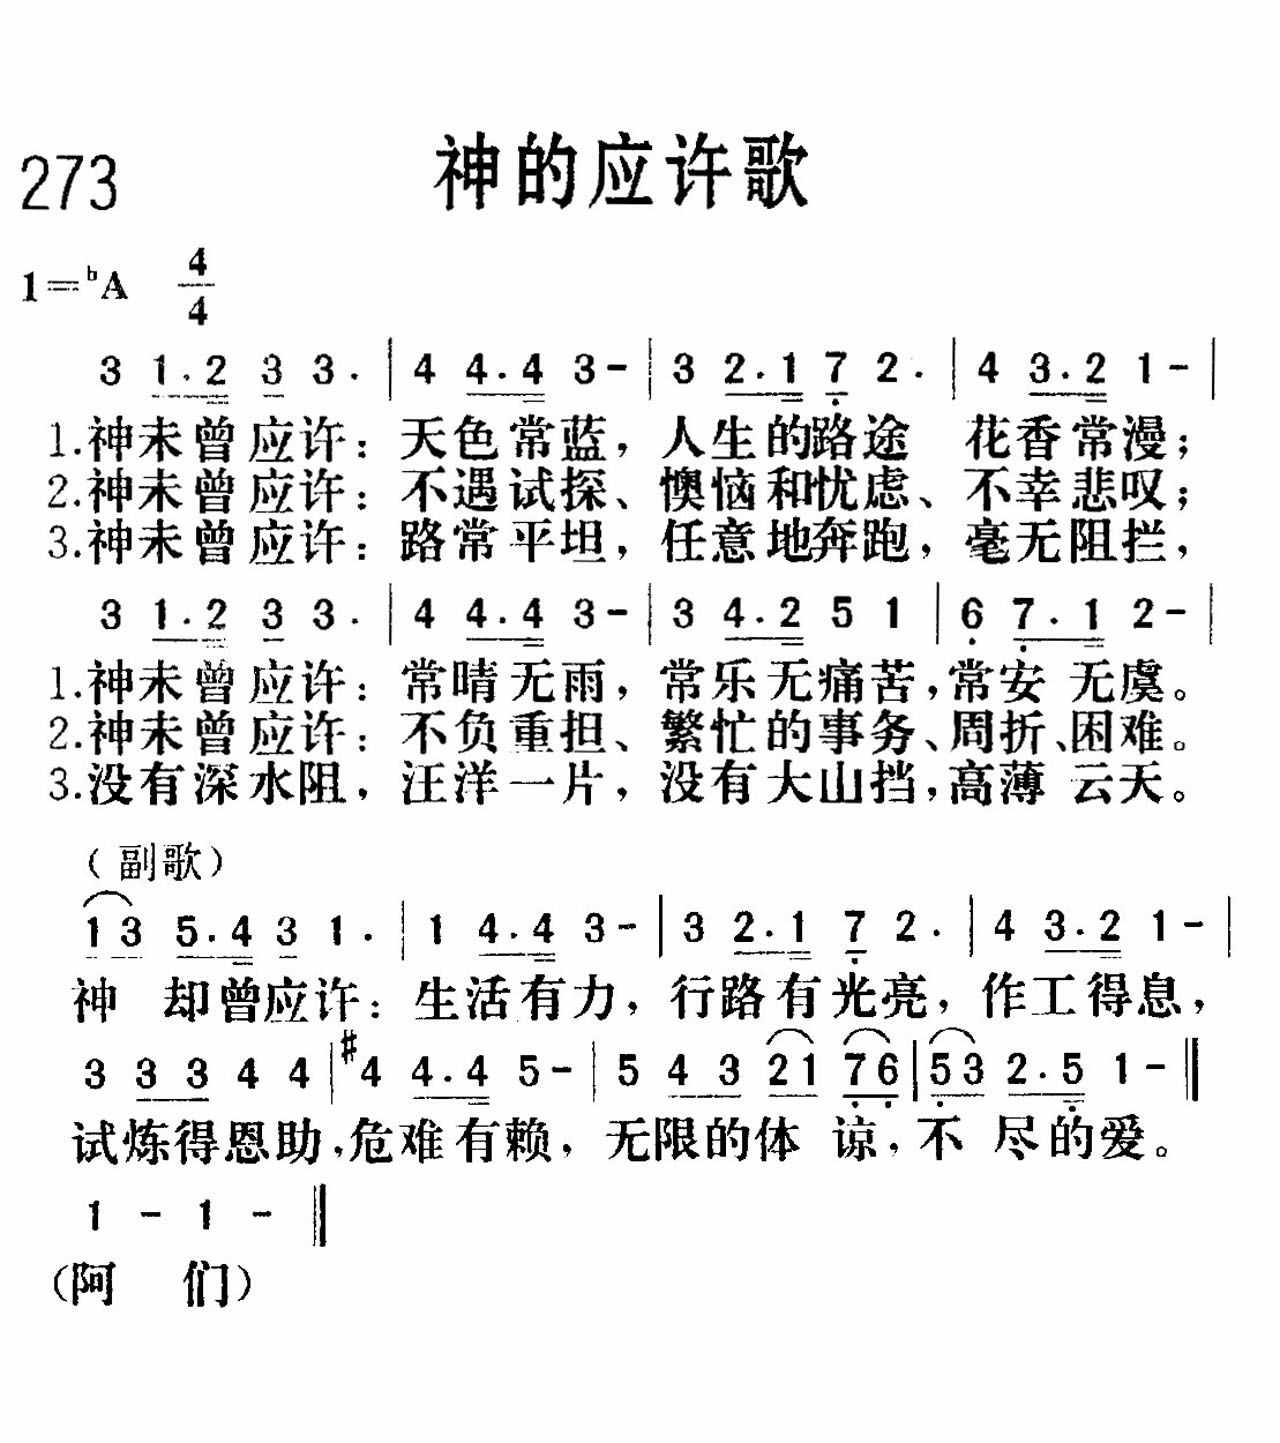 273 神的应许歌
1=♭A 4/4
3 1.2 3 3. | 4 4.4 3- | 3 2.1 7 2. | 4 3.2 1- |
1.神未曾应许:天色常蓝,人生的路途 花香常漫;
2.神未曾应许:不遇试探、懊恼和忧虑、不幸悲叹;
3.神未曾应许:路常平坦,任意地奔跑,毫无阻拦,
3 1.2 3 3. | 4 4.4 3- | 3 4.2 5 1 | 6 7.1 2- |
1.神未曾应许:常晴无雨,常乐无痛苦,常安 无虞。
2.神未曾应许:不负重担、繁忙的事务、周折、困难。
3.没有深水阻,汪洋一片,没有大山挡,高薄 云天。
(副歌)
1 3 5.4 3 1. | 1 4.4 3- | 3 2.1 7 2. | 4 3.2 1- |
神 却曾应许:生活有力,行路有光亮,作工得息,
3 3 3 4 4 | #4 4.4 5- | 5 4 3 2 1 7 6 | 5 3 2.5 1- ‖
试炼得恩助,危难有赖,无限的体 谅,不 尽的爱。
1 - 1 - ‖
(阿 们)